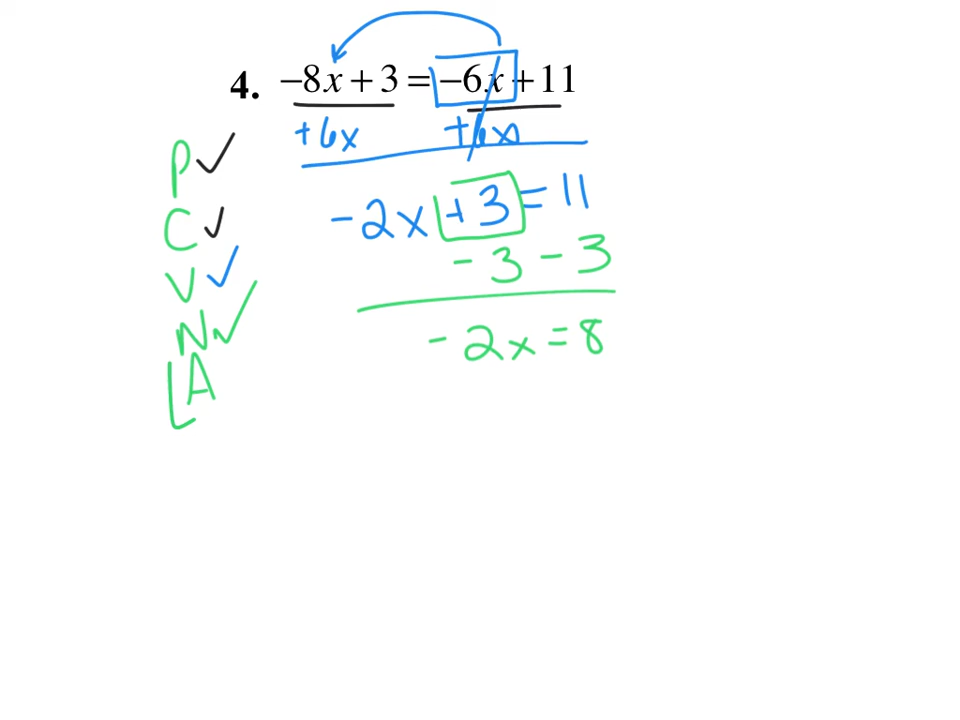 4. −8x + 3 = −6x + 11
+6x +6x
P ✓
-2x +3 = 11
C ✓
-3 -3
V ✓
N ✓
-2x = 8
LA